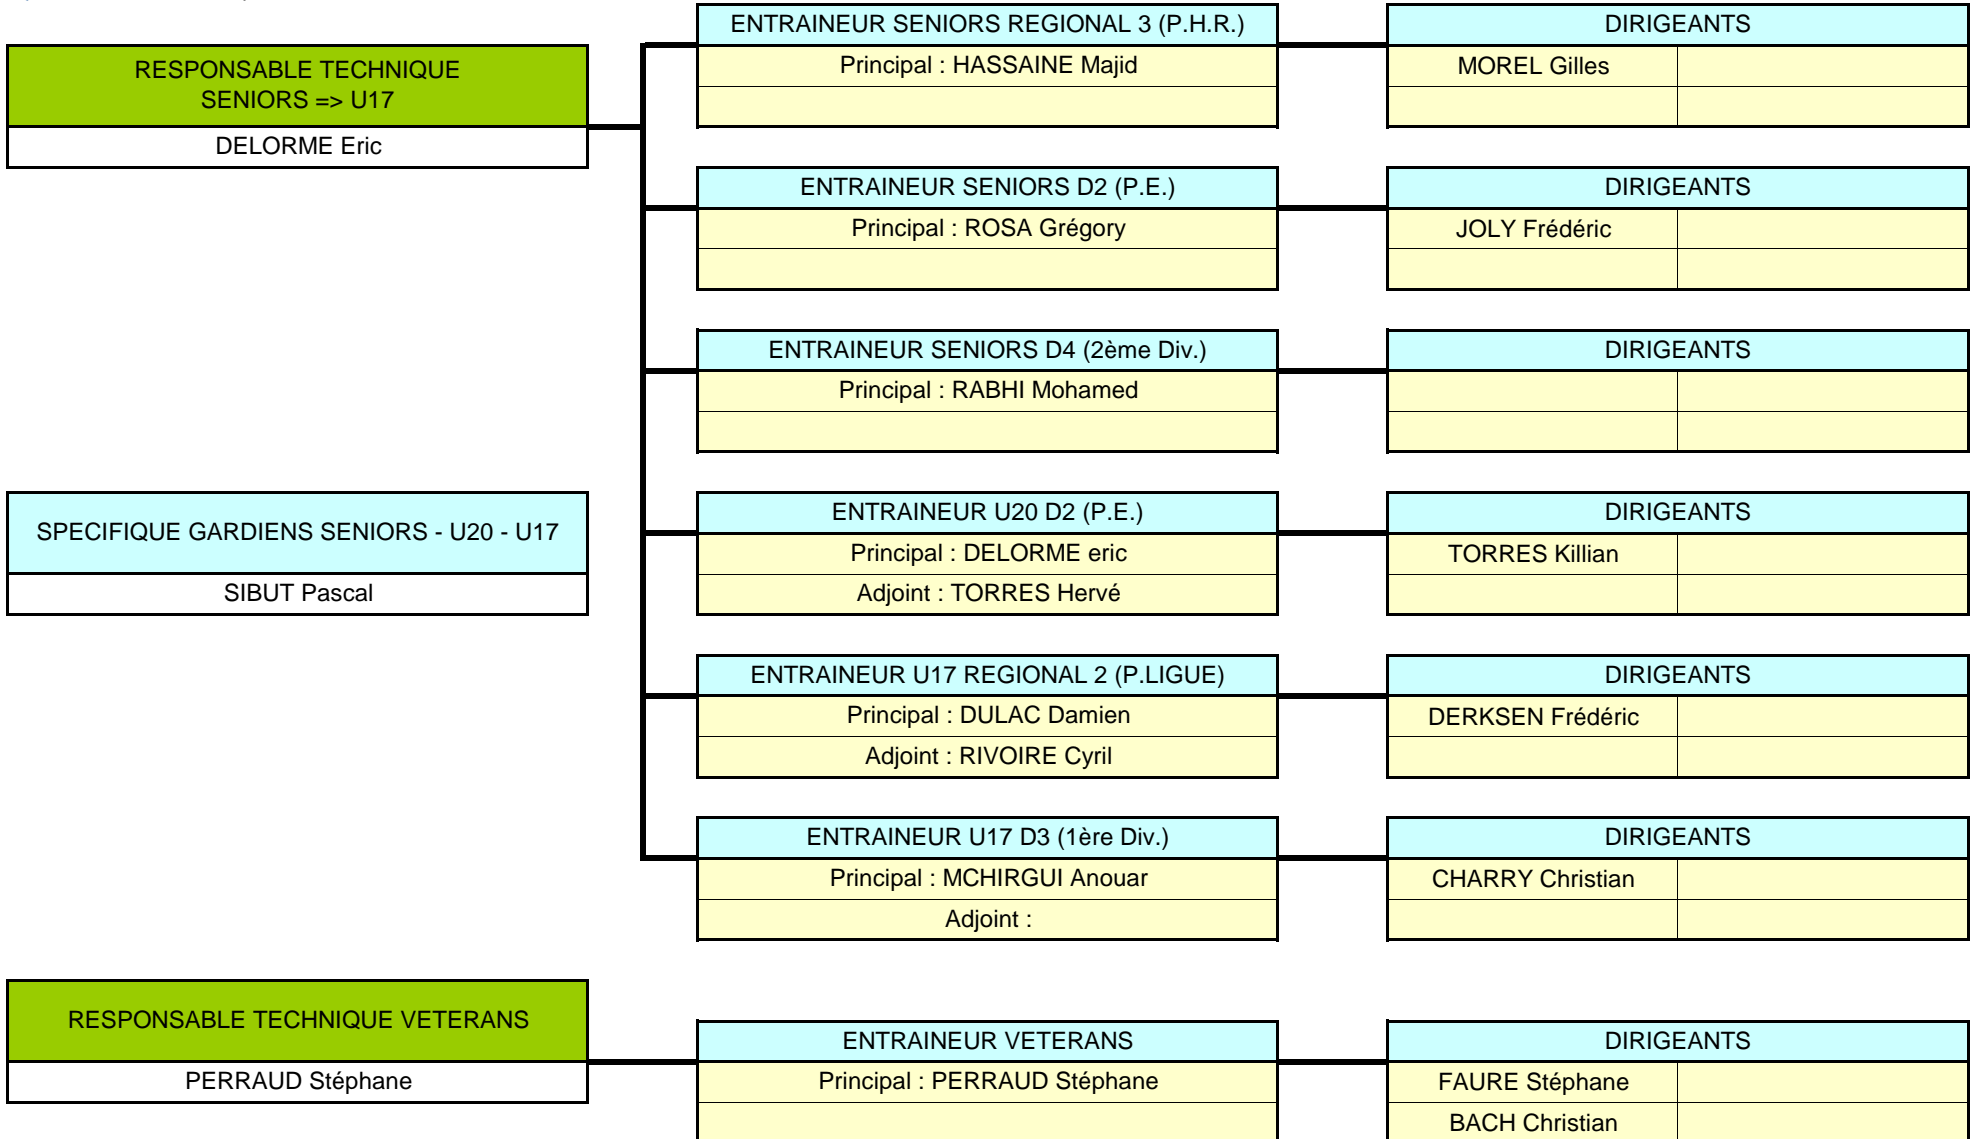 ENTRAINEUR SENIORS REGIONAL 3 (P.H.R.)
DIRIGEANTS
RESPONSABLE TECHNIQUE
SENIORS => U17
Principal : HASSAINE Majid
MOREL Gilles
DELORME Eric
ENTRAINEUR SENIORS D2 (P.E.)
DIRIGEANTS
Principal : ROSA Grégory
JOLY Frédéric
ENTRAINEUR SENIORS D4 (2ème Div.)
DIRIGEANTS
Principal : RABHI Mohamed
SPECIFIQUE GARDIENS SENIORS - U20 - U17
SIBUT Pascal
ENTRAINEUR U20 D2 (P.E.)
DIRIGEANTS
Principal : DELORME eric
TORRES Killian
Adjoint : TORRES Hervé
ENTRAINEUR U17 REGIONAL 2 (P.LIGUE)
DIRIGEANTS
Principal : DULAC Damien
DERKSEN Frédéric
Adjoint : RIVOIRE Cyril
ENTRAINEUR U17 D3 (1ère Div.)
DIRIGEANTS
Principal : MCHIRGUI Anouar
CHARRY Christian
Adjoint :
RESPONSABLE TECHNIQUE VETERANS
PERRAUD Stéphane
ENTRAINEUR VETERANS
DIRIGEANTS
Principal : PERRAUD Stéphane
FAURE Stéphane
BACH Christian